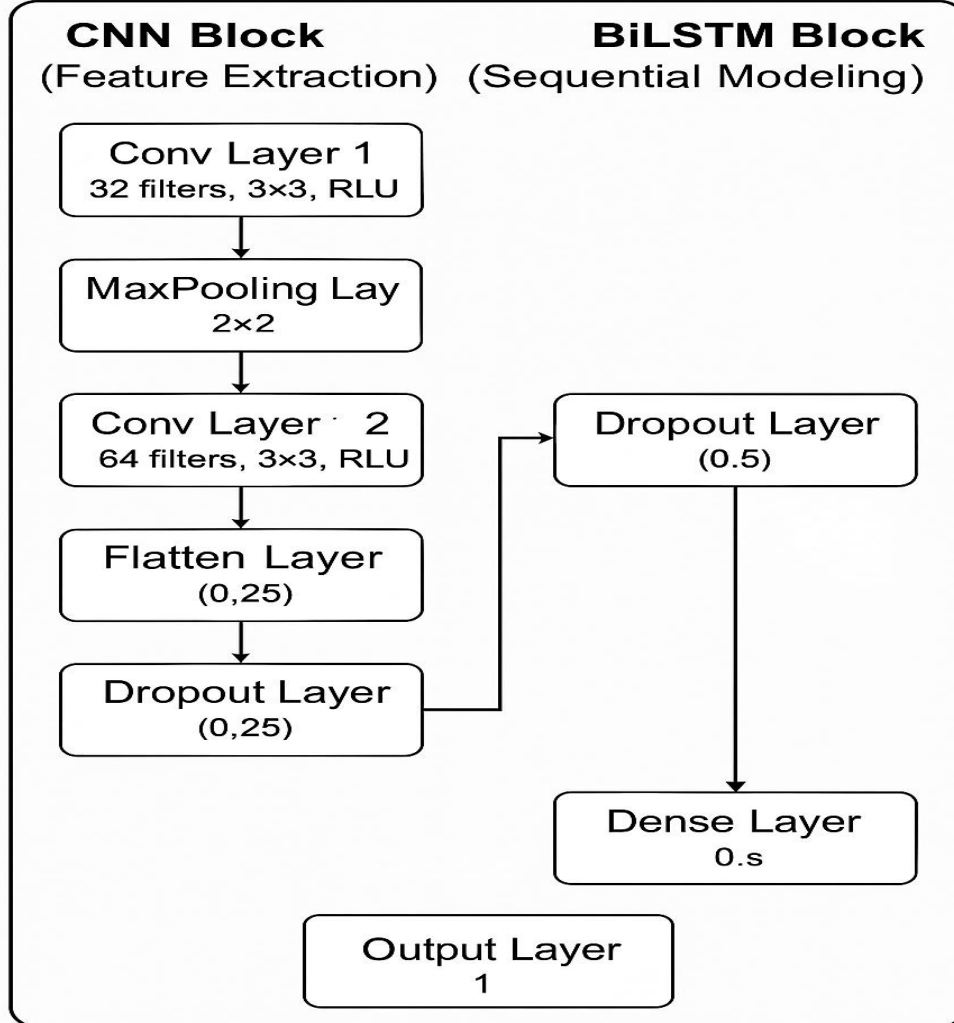 CNN Block
(Feature Extraction)
Conv Layer 1
32 filters, 3×3, RLU
MaxPooling Lay
2×2
Conv Layer 2
64 filters, 3×3, RLU
Flatten Layer
(0,25)
Dropout Layer
(0,25)
BiLSTM Block
(Sequential Modeling)
Dropout Layer
(0.5)
Dense Layer
0.s
Output Layer
1